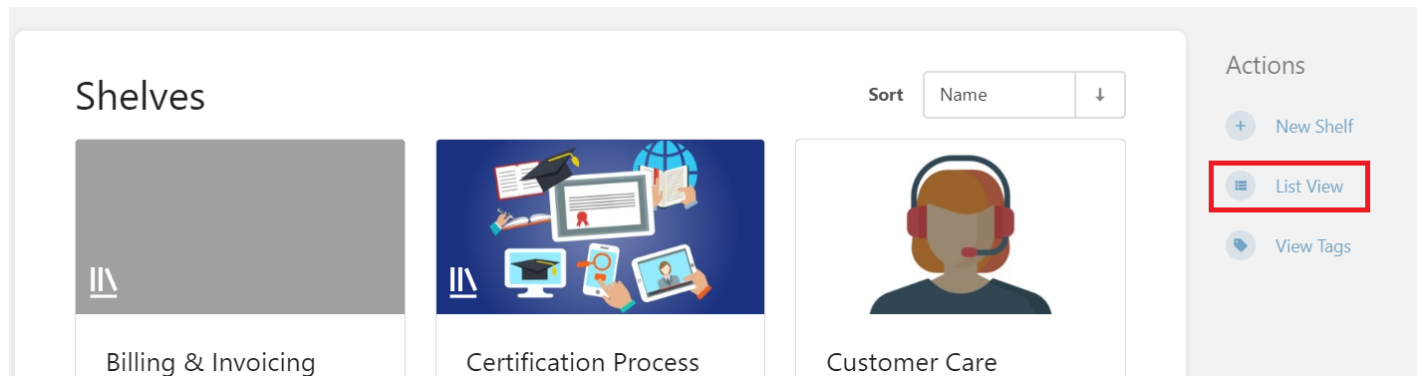 Shelves
Sort Name
Billing & Invoicing
Certification Process
Customer Care
Actions
New Shelf
List View
View Tags